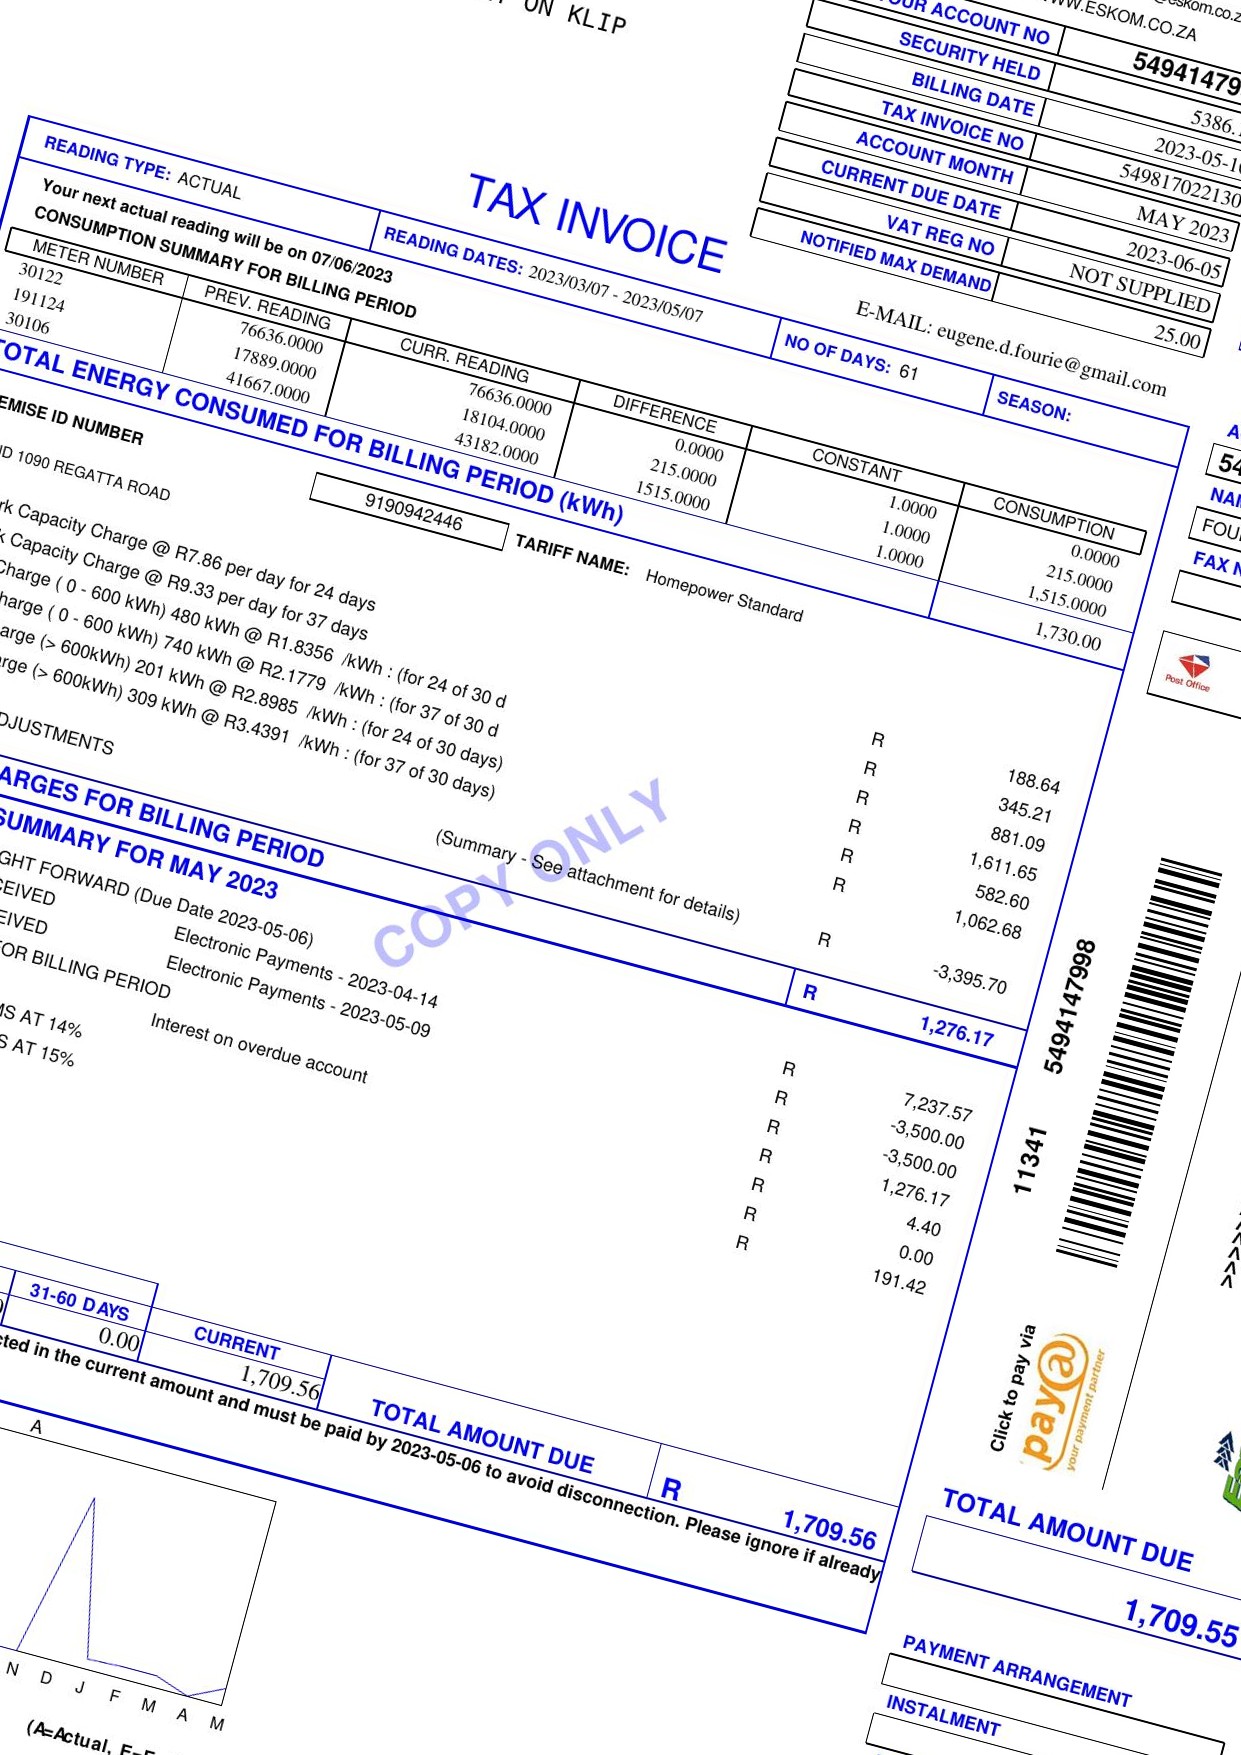 ON KLIP
WWW.ESKOM.CO.ZA
YOUR ACCOUNT NO
SECURITY HELD 5386.
BILLING DATE 2023-05-10
TAX INVOICE NO 549817022130
ACCOUNT MONTH MAY 2023
CURRENT DUE DATE 2023-06-05
VAT REG NO NOT SUPPLIED
NOTIFIED MAX DEMAND 25.00
E-MAIL: eugene.d.fourie@gmail.com
TAX INVOICE
READING TYPE: ACTUAL
READING DATES: 2023/03/07 - 2023/05/07
NO OF DAYS: 61
SEASON:
Your next actual reading will be on 07/06/2023
CONSUMPTION SUMMARY FOR BILLING PERIOD
METER NUMBER PREV. READING CURR. READING DIFFERENCE CONSTANT CONSUMPTION
30122 76636.0000 76636.0000 0.0000 1.0000 0.0000
191124 17889.0000 18104.0000 215.0000 1.0000 215.0000
30106 41667.0000 43182.0000 1515.0000 1.0000 1,515.0000
TOTAL ENERGY CONSUMED FOR BILLING PERIOD (kWh) 1,730.00
EMISE ID NUMBER 9190942446 TARIFF NAME: Homepower Standard
ND 1090 REGATTA ROAD
rk Capacity Charge @ R7.86 per day for 24 days R 188.64
k Capacity Charge @ R9.33 per day for 37 days R 345.21
Charge ( 0 - 600 kWh) 480 kWh @ R1.8356 /kWh : (for 24 of 30 d R 881.09
harge ( 0 - 600 kWh) 740 kWh @ R2.1779 /kWh : (for 37 of 30 d R 1,611.65
arge (> 600kWh) 201 kWh @ R2.8985 /kWh : (for 24 of 30 days) R 582.60
rge (> 600kWh) 309 kWh @ R3.4391 /kWh : (for 37 of 30 days) R 1,062.68
DJUSTMENTS (Summary - See attachment for details) R -3,395.70
ARGES FOR BILLING PERIOD R 1,276.17
SUMMARY FOR MAY 2023
GHT FORWARD (Due Date 2023-05-06) R 7,237.57
CEIVED Electronic Payments - 2023-04-14 R -3,500.00
EIVED Electronic Payments - 2023-05-09 R -3,500.00
OR BILLING PERIOD R 1,276.17
Interest on overdue account R 4.40
MS AT 14% R 0.00
S AT 15% R 191.42
COPY ONLY
31-60 DAYS CURRENT
0.00 1,709.56
TOTAL AMOUNT DUE R 1,709.56
cted in the current amount and must be paid by 2023-05-06 to avoid disconnection. Please ignore if already
A
N D J F M A M
(A=Actual,
54
NAM
FOU
FAX N
Post Office
11341 5494147998
Click to pay via
pay@
your payment partner
TOTAL AMOUNT DUE
1,709.55
PAYMENT ARRANGEMENT
INSTALMENT